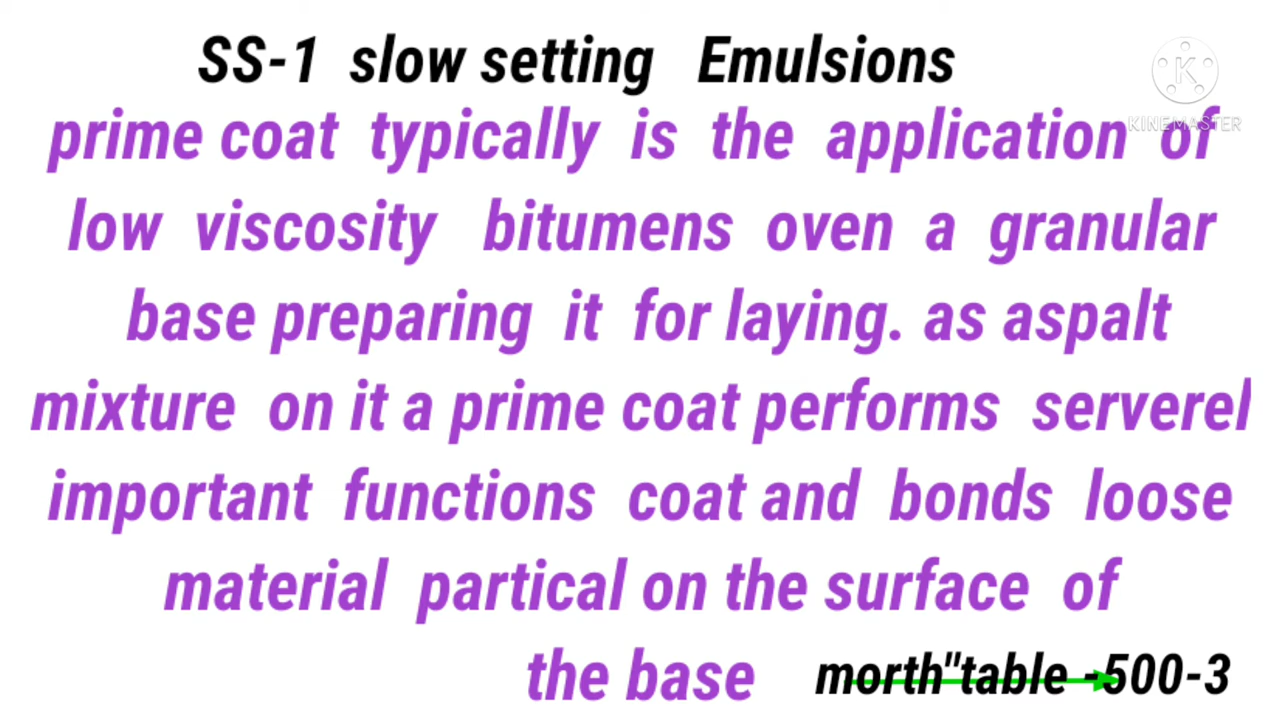 SS-1 slow setting Emulsions
KINEMASTER
prime coat typically is the application of
low viscosity bitumens oven a granular
base preparing it for laying. as aspalt
mixture on it a prime coat performs serverel
important functions coat and bonds loose
material partical on the surface of
the base
morth"table -500-3